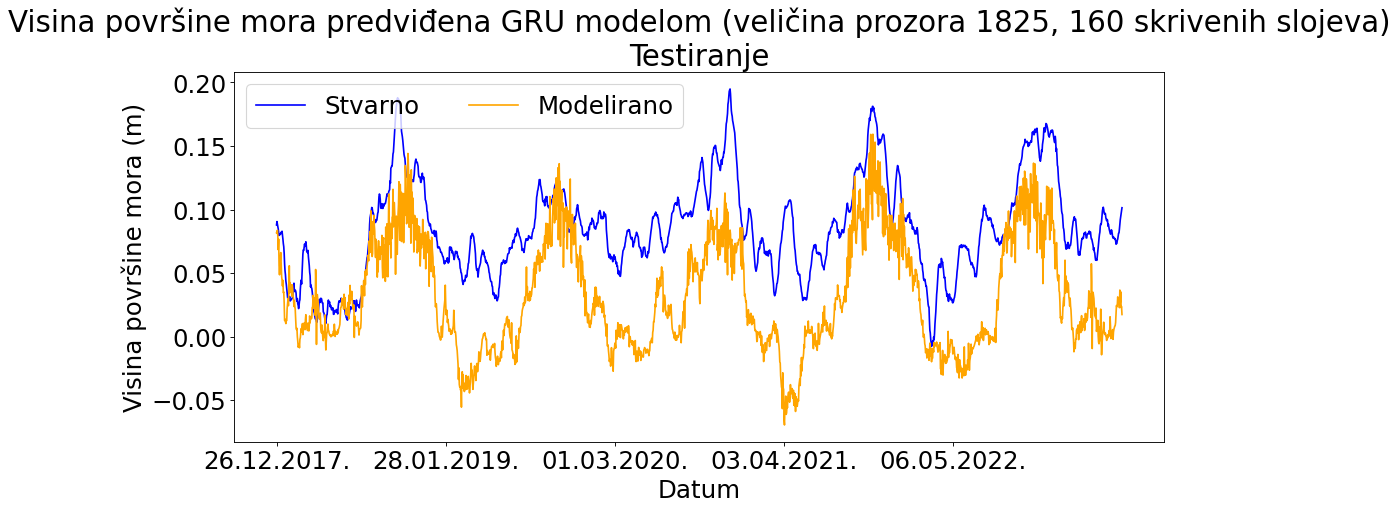 Visina površine mora predviđena GRU modelom (veličina prozora 1825, 160 skrivenih slojeva)
Testiranje
Stvarno
Modelirano
Visina površine mora (m)
0.20
0.15
0.10
0.05
0.00
−0.05
26.12.2017.
28.01.2019.
01.03.2020.
03.04.2021.
06.05.2022.
Datum